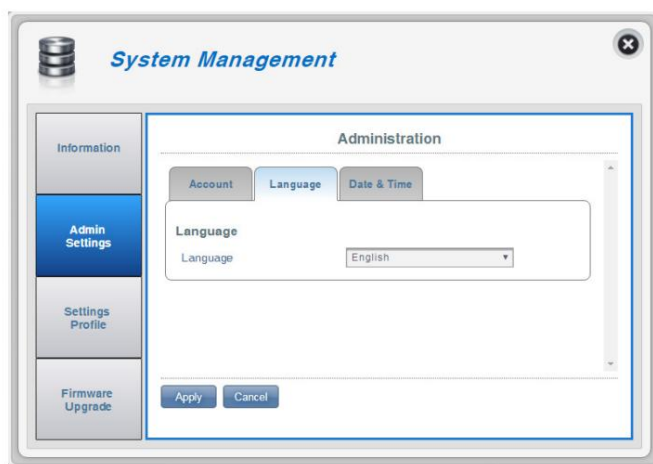 System Management
Information
Admin
Settings
Settings
Profile
Firmware
Upgrade
Administration
Account
Language
Date & Time
Language
Language
English
Apply
Cancel